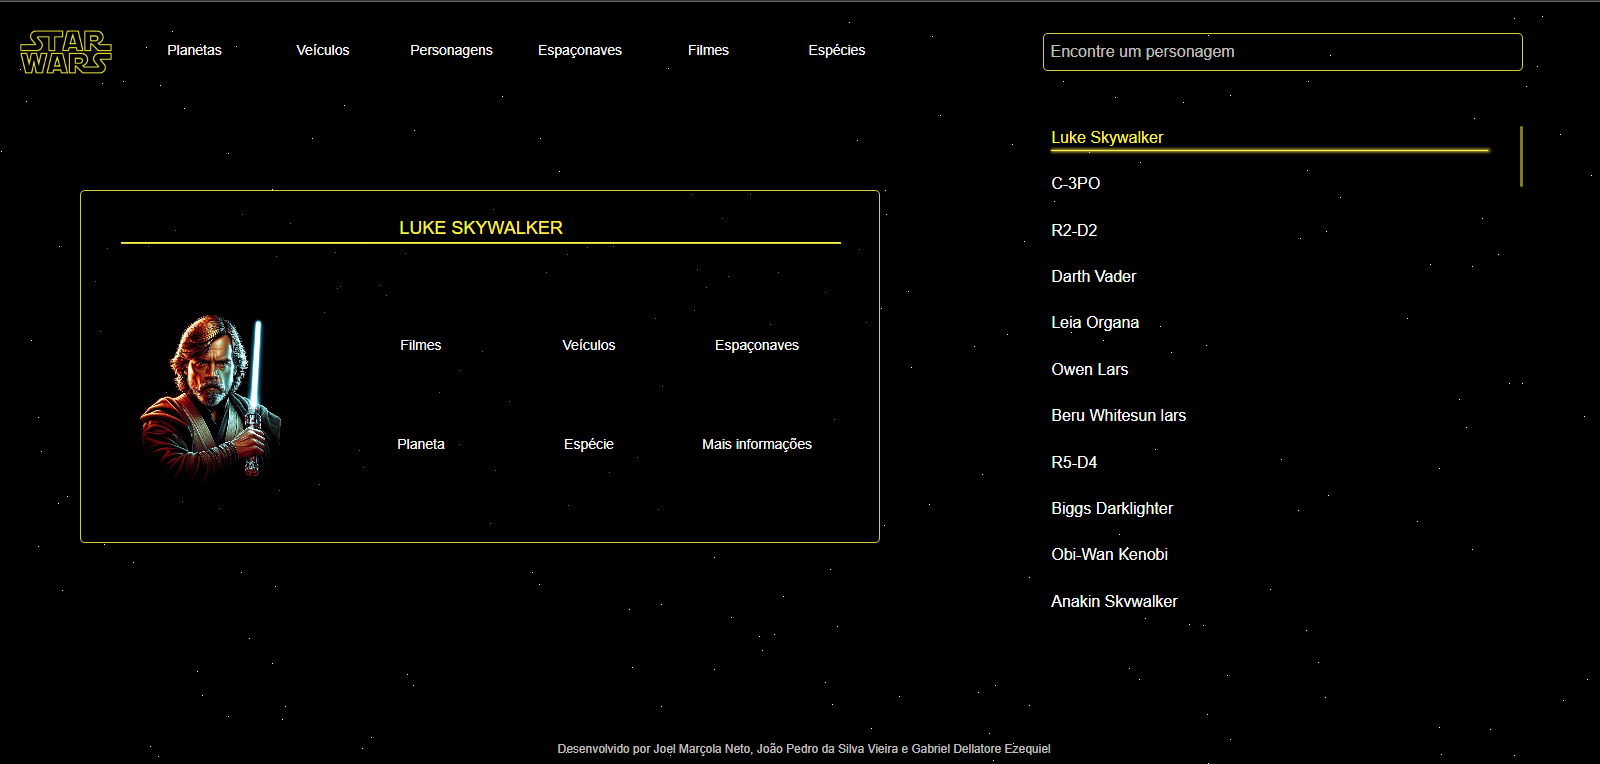 STAR
WARS
Planetas
Veículos
Personagens
Espaçonaves
Filmes
Espécies
Encontre um personagem
LUKE SKYWALKER
Filmes
Veículos
Espaçonaves
Planeta
Espécie
Mais informações
Luke Skywalker
C-3PO
R2-D2
Darth Vader
Leia Organa
Owen Lars
Beru Whitesun lars
R5-D4
Biggs Darklighter
Obi-Wan Kenobi
Anakin Skywalker
Desenvolvido por Joel Marçola Neto, João Pedro da Silva Vieira e Gabriel Dellatore Ezequiel